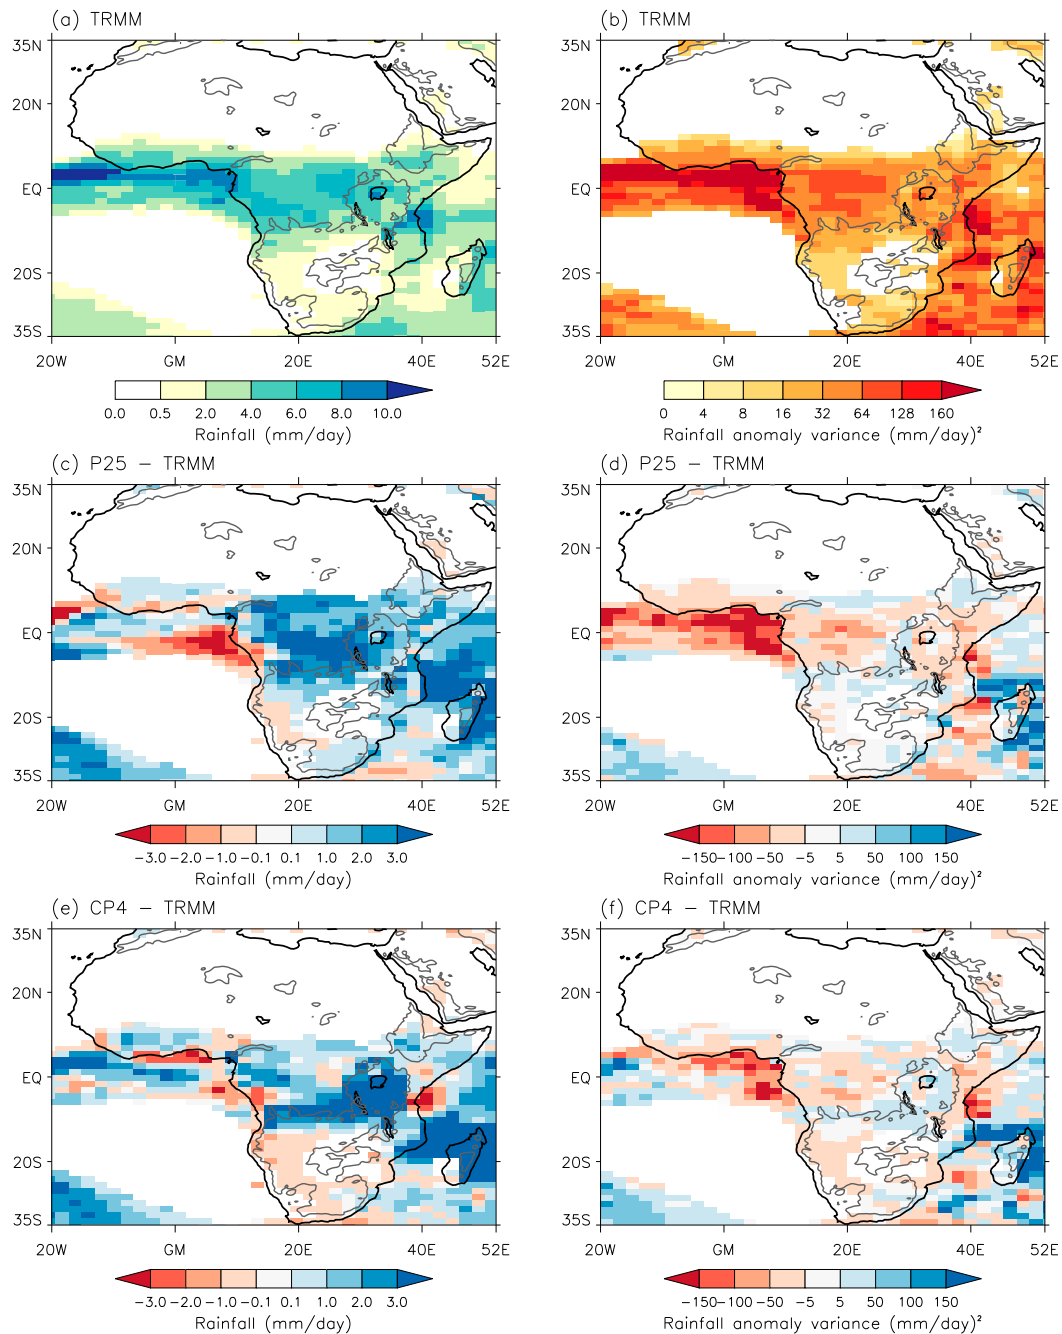 (a) TRMM
35N
20N
EQ
20S
35S
20W GM 20E 40E 52E
0.0 0.5 2.0 4.0 6.0 8.0 10.0
Rainfall (mm/day)
(b) TRMM
35N
20N
EQ
20S
35S
20W GM 20E 40E 52E
0 4 8 16 32 64 128 160
Rainfall anomaly variance (mm/day)²
(c) P25 − TRMM
35N
20N
EQ
20S
35S
20W GM 20E 40E 52E
−3.0 −2.0 −1.0 −0.1 0.1 1.0 2.0 3.0
Rainfall (mm/day)
(d) P25 − TRMM
35N
20N
EQ
20S
35S
20W GM 20E 40E 52E
−150 −100 −50 −5 5 50 100 150
Rainfall anomaly variance (mm/day)²
(e) CP4 − TRMM
35N
20N
EQ
20S
35S
20W GM 20E 40E 52E
−3.0 −2.0 −1.0 −0.1 0.1 1.0 2.0 3.0
Rainfall (mm/day)
(f) CP4 − TRMM
35N
20N
EQ
20S
35S
20W GM 20E 40E 52E
−150 −100 −50 −5 5 50 100 150
Rainfall anomaly variance (mm/day)²